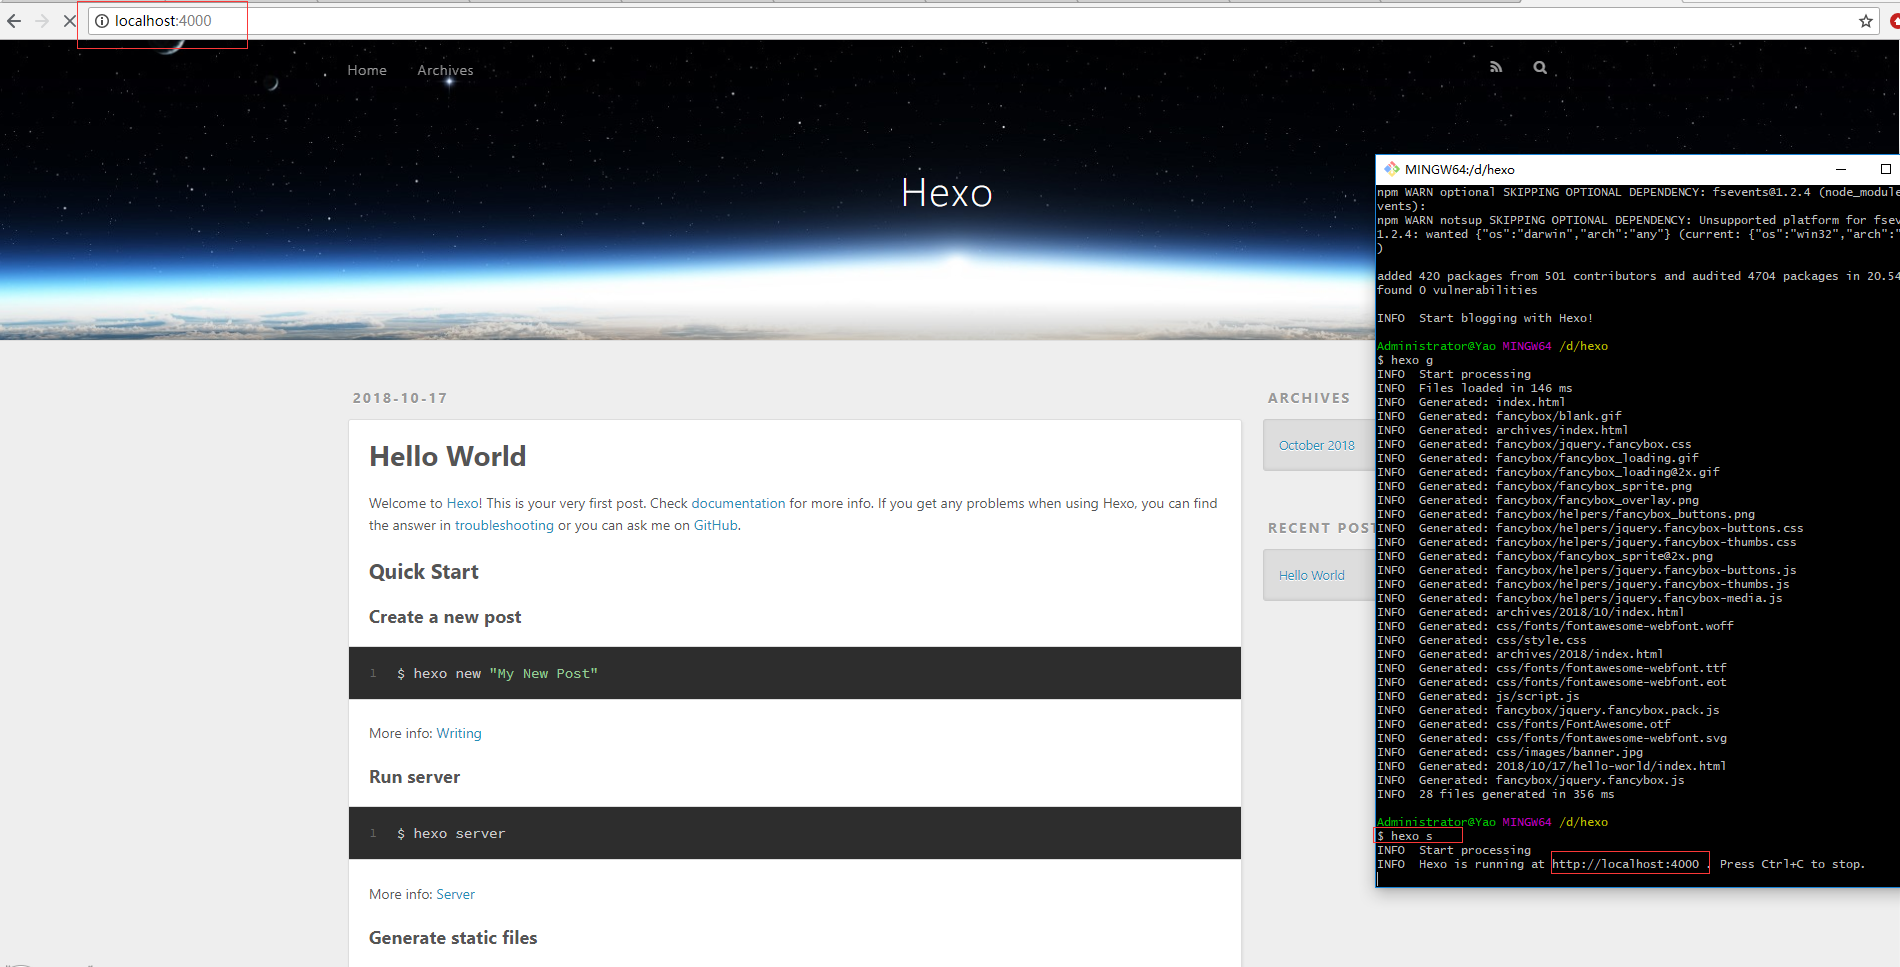 localhost:4000
Home
Archives
Hexo
2018-10-17
Hello World
Welcome to Hexo! This is your very first post. Check documentation for more info. If you get any problems when using Hexo, you can find
the answer in troubleshooting or you can ask me on GitHub.
Quick Start
Create a new post
1 $ hexo new "My New Post"
More info: Writing
Run server
1 $ hexo server
More info: Server
Generate static files
ARCHIVES
October 2018
RECENT POST
Hello World
MINGW64:/d/hexo
npm WARN optional SKIPPING OPTIONAL DEPENDENCY: fsevents@1.2.4 (node_module
vents):
npm WARN notsup SKIPPING OPTIONAL DEPENDENCY: Unsupported platform for fsev
1.2.4: wanted {"os":"darwin","arch":"any"} (current: {"os":"win32","arch":"
)
added 420 packages from 501 contributors and audited 4704 packages in 20.54
found 0 vulnerabilities
INFO  Start blogging with Hexo!
Administrator@Yao MINGW64 /d/hexo
$ hexo g
INFO  Start processing
INFO  Files loaded in 146 ms
INFO  Generated: index.html
INFO  Generated: fancybox/blank.gif
INFO  Generated: archives/index.html
INFO  Generated: fancybox/jquery.fancybox.css
INFO  Generated: fancybox/fancybox_loading.gif
INFO  Generated: fancybox/fancybox_loading@2x.gif
INFO  Generated: fancybox/fancybox_sprite.png
INFO  Generated: fancybox/fancybox_overlay.png
INFO  Generated: fancybox/helpers/fancybox_buttons.png
INFO  Generated: fancybox/helpers/jquery.fancybox-buttons.css
INFO  Generated: fancybox/helpers/jquery.fancybox-thumbs.css
INFO  Generated: fancybox/fancybox_sprite@2x.png
INFO  Generated: fancybox/helpers/jquery.fancybox-buttons.js
INFO  Generated: fancybox/helpers/jquery.fancybox-thumbs.js
INFO  Generated: fancybox/helpers/jquery.fancybox-media.js
INFO  Generated: archives/2018/10/index.html
INFO  Generated: css/fonts/fontawesome-webfont.woff
INFO  Generated: css/style.css
INFO  Generated: archives/2018/index.html
INFO  Generated: css/fonts/fontawesome-webfont.ttf
INFO  Generated: css/fonts/fontawesome-webfont.eot
INFO  Generated: js/script.js
INFO  Generated: fancybox/jquery.fancybox.pack.js
INFO  Generated: css/fonts/FontAwesome.otf
INFO  Generated: css/fonts/fontawesome-webfont.svg
INFO  Generated: css/images/banner.jpg
INFO  Generated: 2018/10/17/hello-world/index.html
INFO  Generated: fancybox/jquery.fancybox.js
INFO  28 files generated in 356 ms
Administrator@Yao MINGW64 /d/hexo
$ hexo s
INFO  Start processing
INFO  Hexo is running at http://localhost:4000 . Press Ctrl+C to stop.